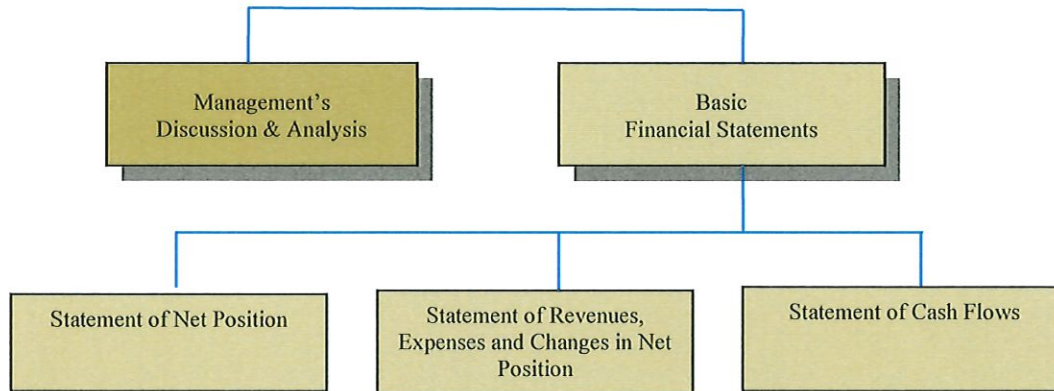 Management's
Discussion & Analysis
Basic
Financial Statements
Statement of Net Position
Statement of Revenues,
Expenses and Changes in Net
Position
Statement of Cash Flows